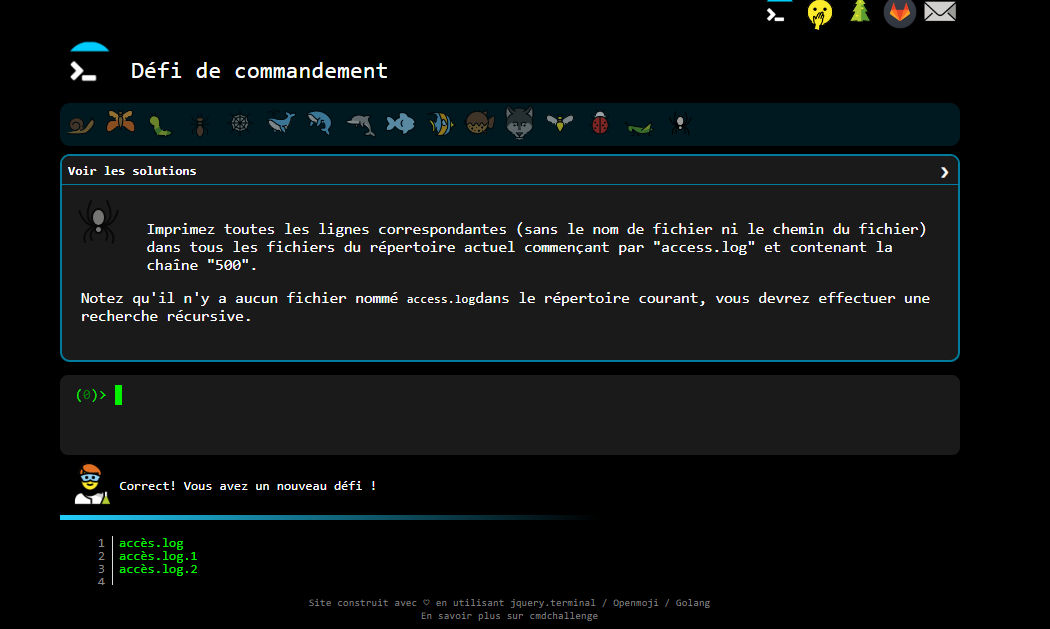 Défi de commandement
Voir les solutions
Imprimez toutes les lignes correspondantes (sans le nom de fichier ni le chemin du fichier)
dans tous les fichiers du répertoire actuel commençant par "access.log" et contenant la
chaîne "500".
Notez qu'il n'y a aucun fichier nommé access.logdans le répertoire courant, vous devrez effectuer une
recherche récursive.
(0)>
Correct! Vous avez un nouveau défi !
1 accès.log
2 accès.log.1
3 accès.log.2
4
Site construit avec ♡ en utilisant jquery.terminal / Openmoji / Golang
En savoir plus sur cmdchallenge